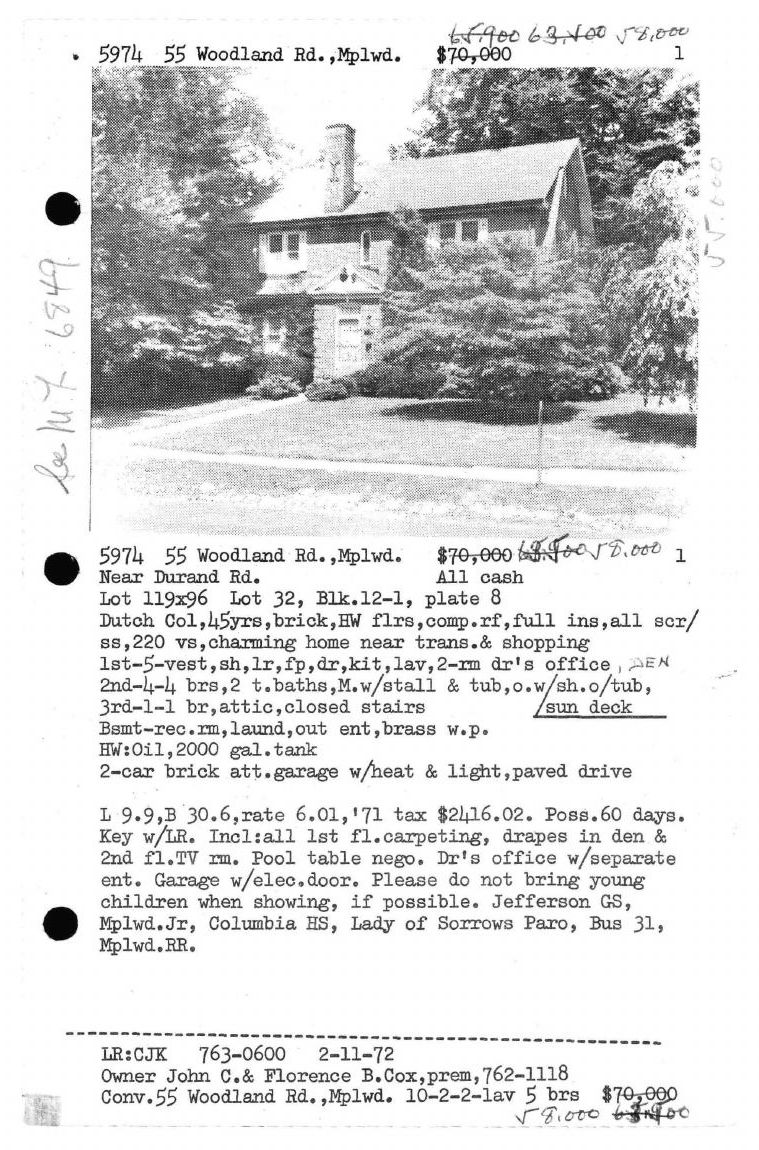 65,900 63,900 58,000
5974 55 Woodland Rd.,Mplwd. $70,000 1
55.000
5974 55 Woodland Rd.,Mplwd. $70,000 58.000 1
Near Durand Rd. All cash
Lot 119x96 Lot 32, Blk.12-1, plate 8
Dutch Col,45yrs,brick,HW flrs,comp.rf,full ins,all scr/
ss,220 vs,charming home near trans.& shopping
1st-5-vest,sh,lr,fp,dr,kit,lav,2-rm dr's office, DEN
2nd-4-4 brs,2 t.baths,M.w/stall & tub,o.w/sh.o/tub,
3rd-1-1 br,attic,closed stairs /sun deck
Bsmt-rec.rm,laund,out ent,brass w.p.
HW:Oil,2000 gal.tank
2-car brick att.garage w/heat & light,paved drive
L 9.9,B 30.6,rate 6.01,'71 tax $2416.02. Poss.60 days.
Key w/LR. Incl:all 1st fl.carpeting, drapes in den &
2nd fl.TV rm. Pool table nego. Dr's office w/separate
ent. Garage w/elec.door. Please do not bring young
children when showing, if possible. Jefferson GS,
Mplwd.Jr, Columbia HS, Lady of Sorrows Paro, Bus 31,
Mplwd.RR.
LR:CJK 763-0600 2-11-72
Owner John C.& Florence B.Cox,prem,762-1118
Conv.55 Woodland Rd.,Mplwd. 10-2-2-lav 5 brs $70,000
58,000